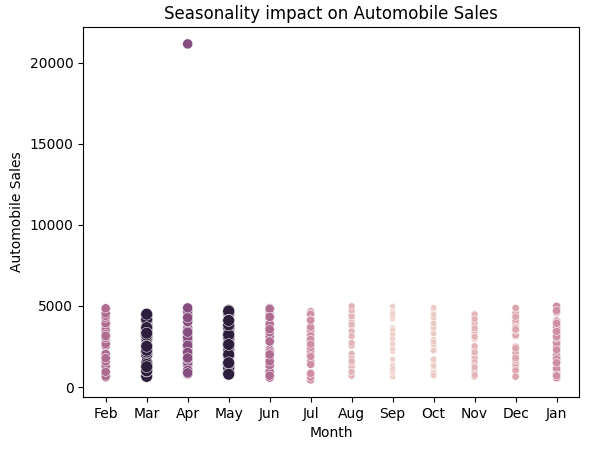 Seasonality impact on Automobile Sales
Automobile Sales
20000
15000
10000
5000
0
Feb Mar Apr May Jun Jul Aug Sep Oct Nov Dec Jan
Month